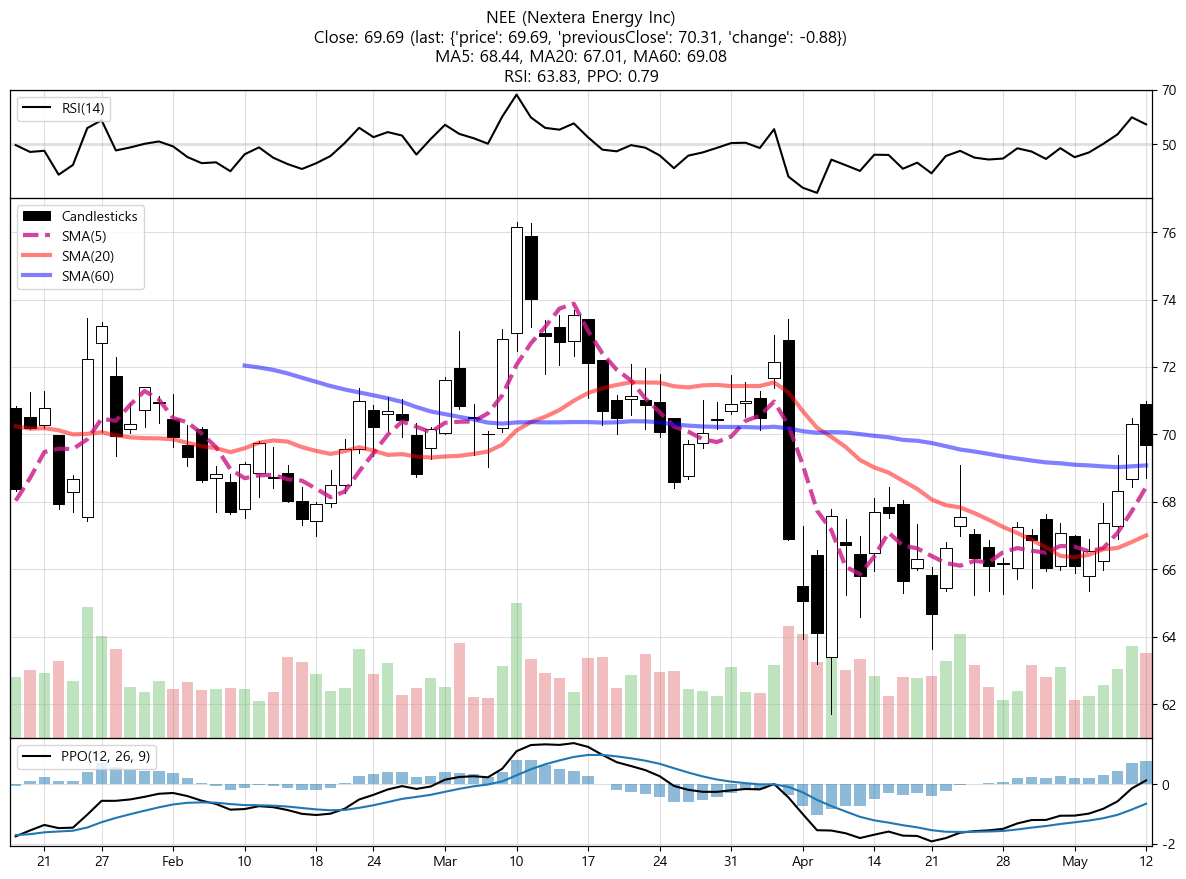 NEE (Nextera Energy Inc)
Close: 69.69 (last: {'price': 69.69, 'previousClose': 70.31, 'change': -0.88})
MA5: 68.44, MA20: 67.01, MA60: 69.08
RSI: 63.83, PPO: 0.79
RSI(14)
70
50
Candlesticks
SMA(5)
SMA(20)
SMA(60)
76
74
72
70
68
66
64
62
PPO(12, 26, 9)
0
-2
21 27 Feb 10 18 24 Mar 10 17 24 31 Apr 14 21 28 May 12